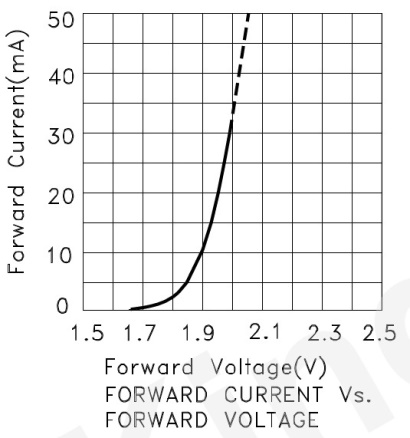 50
40
30
20
10
0
Forward Current(mA)
1.5 1.7 1.9 2.1 2.3 2.5
Forward Voltage(V)
FORWARD CURRENT Vs.
FORWARD VOLTAGE